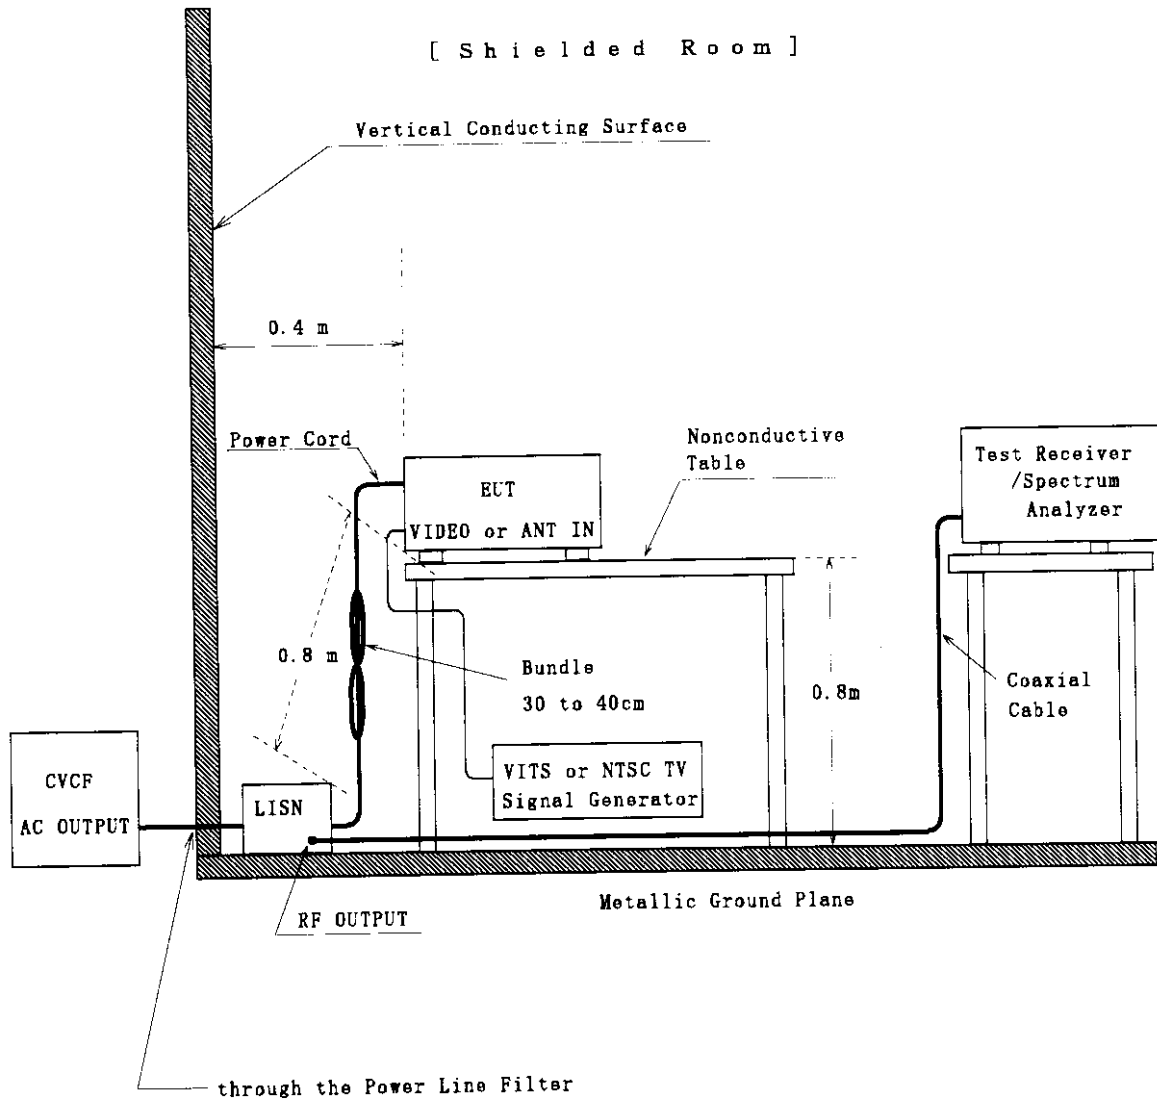 [ Shielded Room ]
Vertical Conducting Surface
0.4 m
Power Cord
Nonconductive
Table
Test Receiver
/Spectrum
Analyzer
EUT
VIDEO or ANT IN
0.8 m
Bundle
30 to 40cm
0.8m
Coaxial
Cable
CVCF
AC OUTPUT
LISN
VITS or NTSC TV
Signal Generator
RF OUTPUT
Metallic Ground Plane
through the Power Line Filter